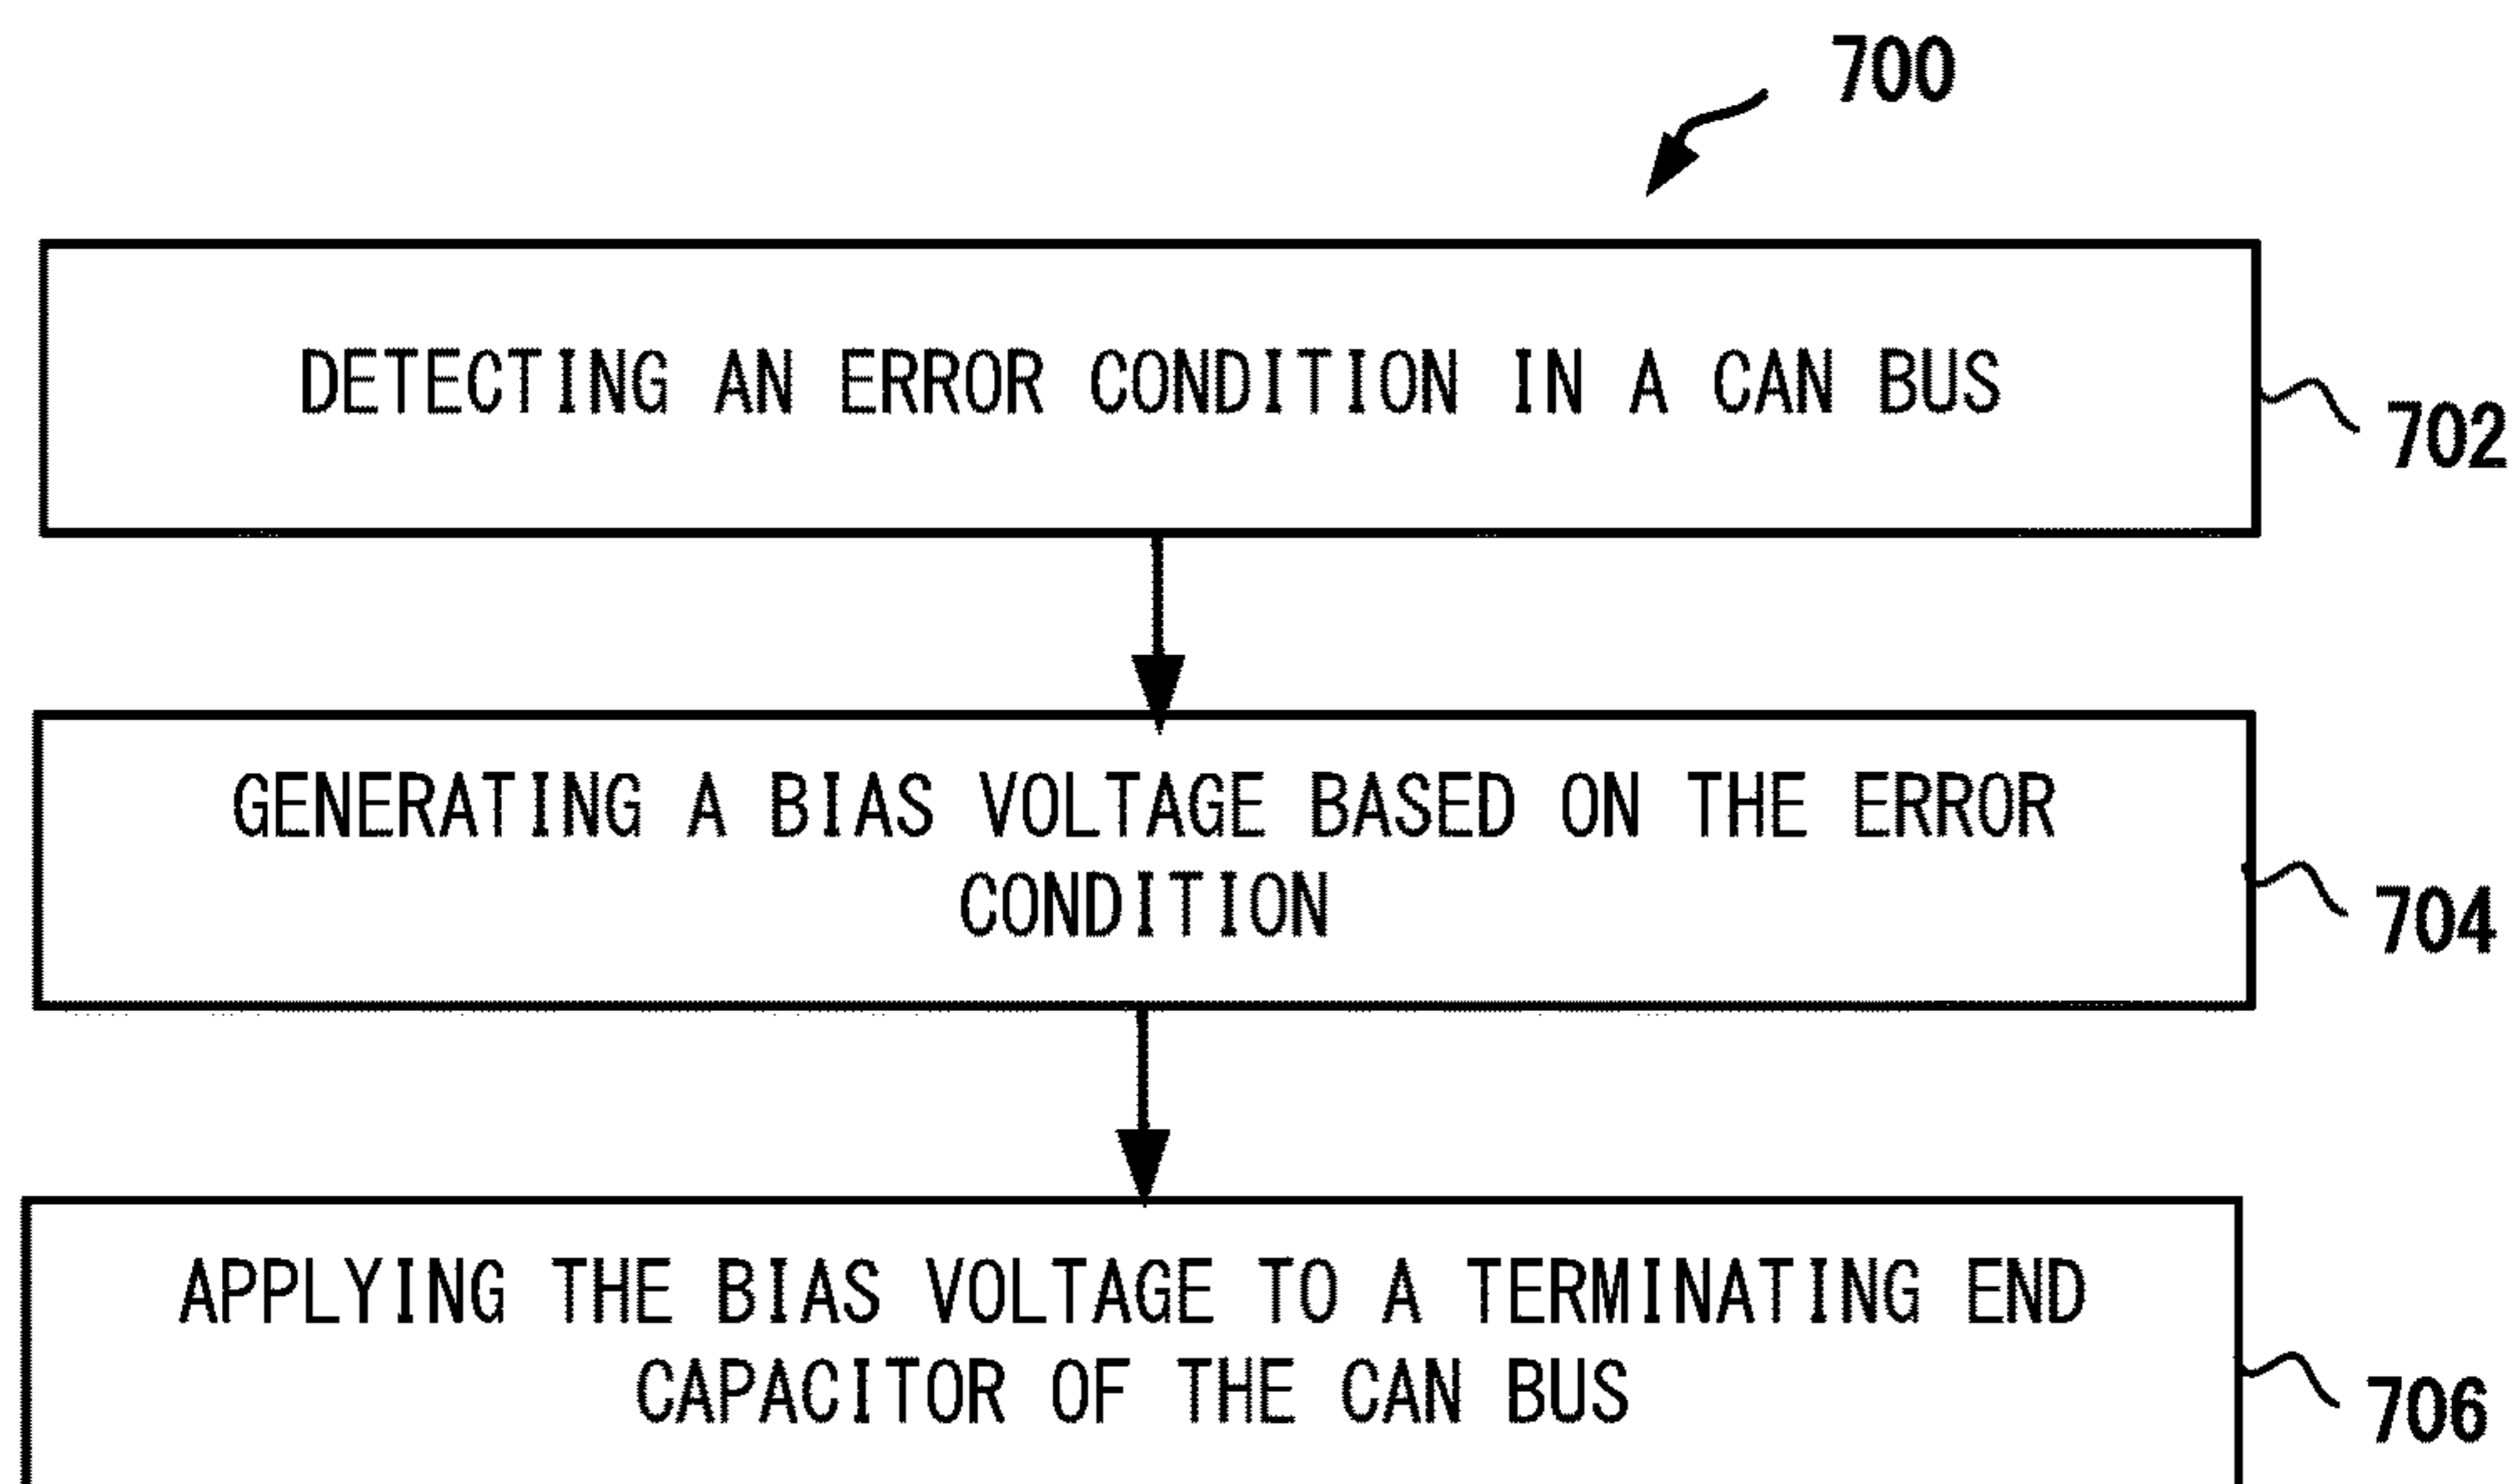 700
DETECTING AN ERROR CONDITION IN A CAN BUS
702
GENERATING A BIAS VOLTAGE BASED ON THE ERROR
CONDITION
704
APPLYING THE BIAS VOLTAGE TO A TERMINATING END
CAPACITOR OF THE CAN BUS
706